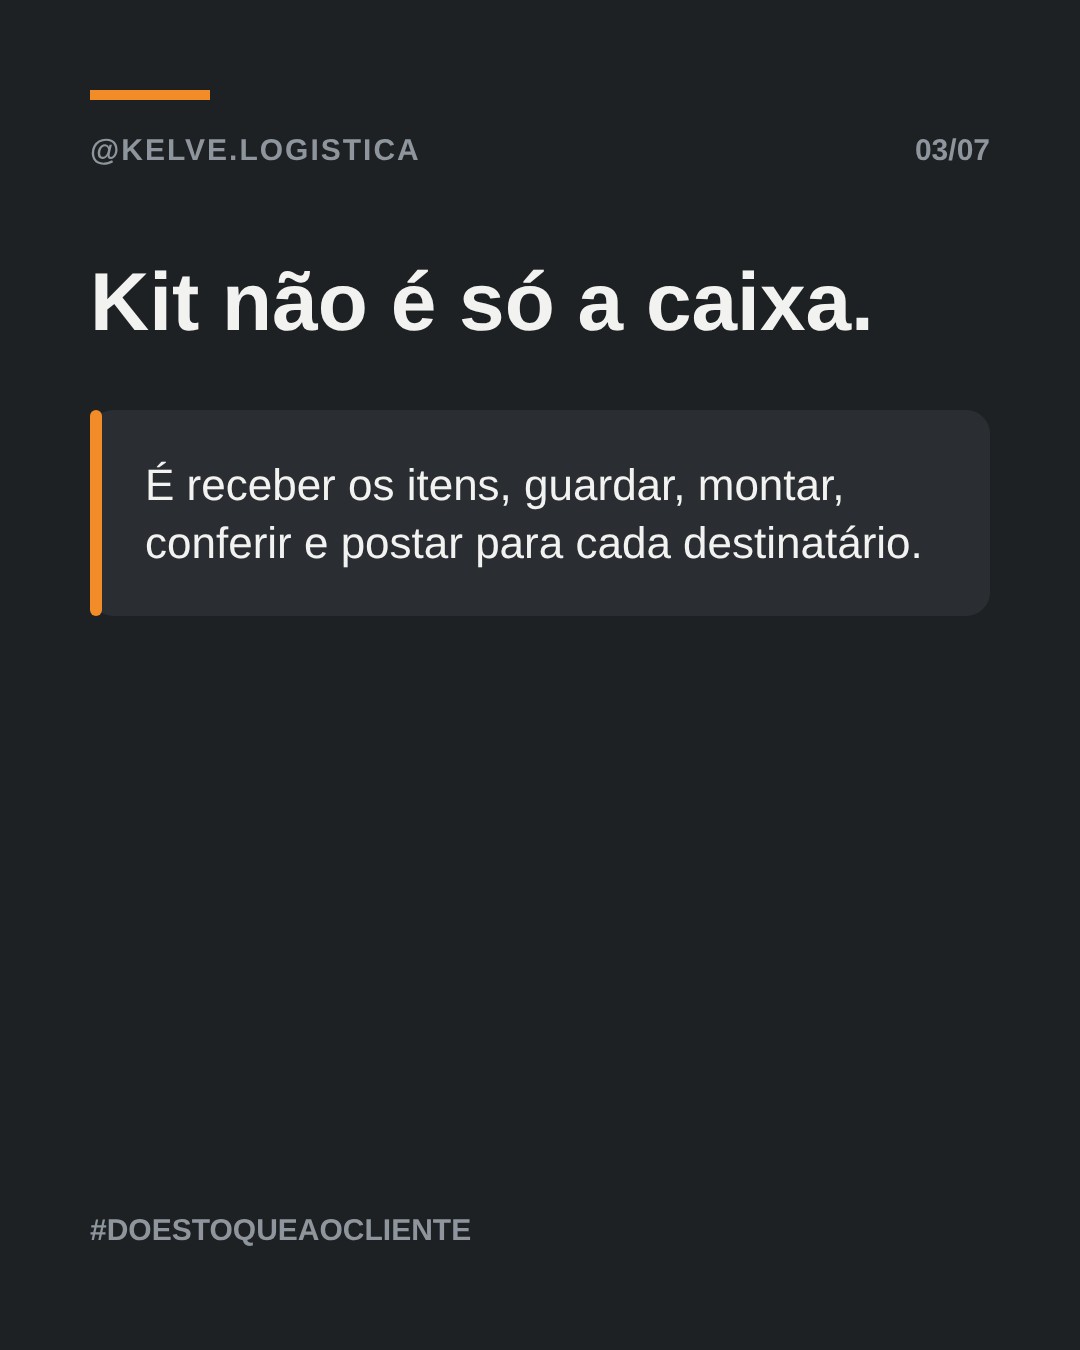 @KELVE.LOGISTICA
03/07
Kit não é só a caixa.
É receber os itens, guardar, montar,
conferir e postar para cada destinatário.
#DOESTOQUEAOCLIENTE